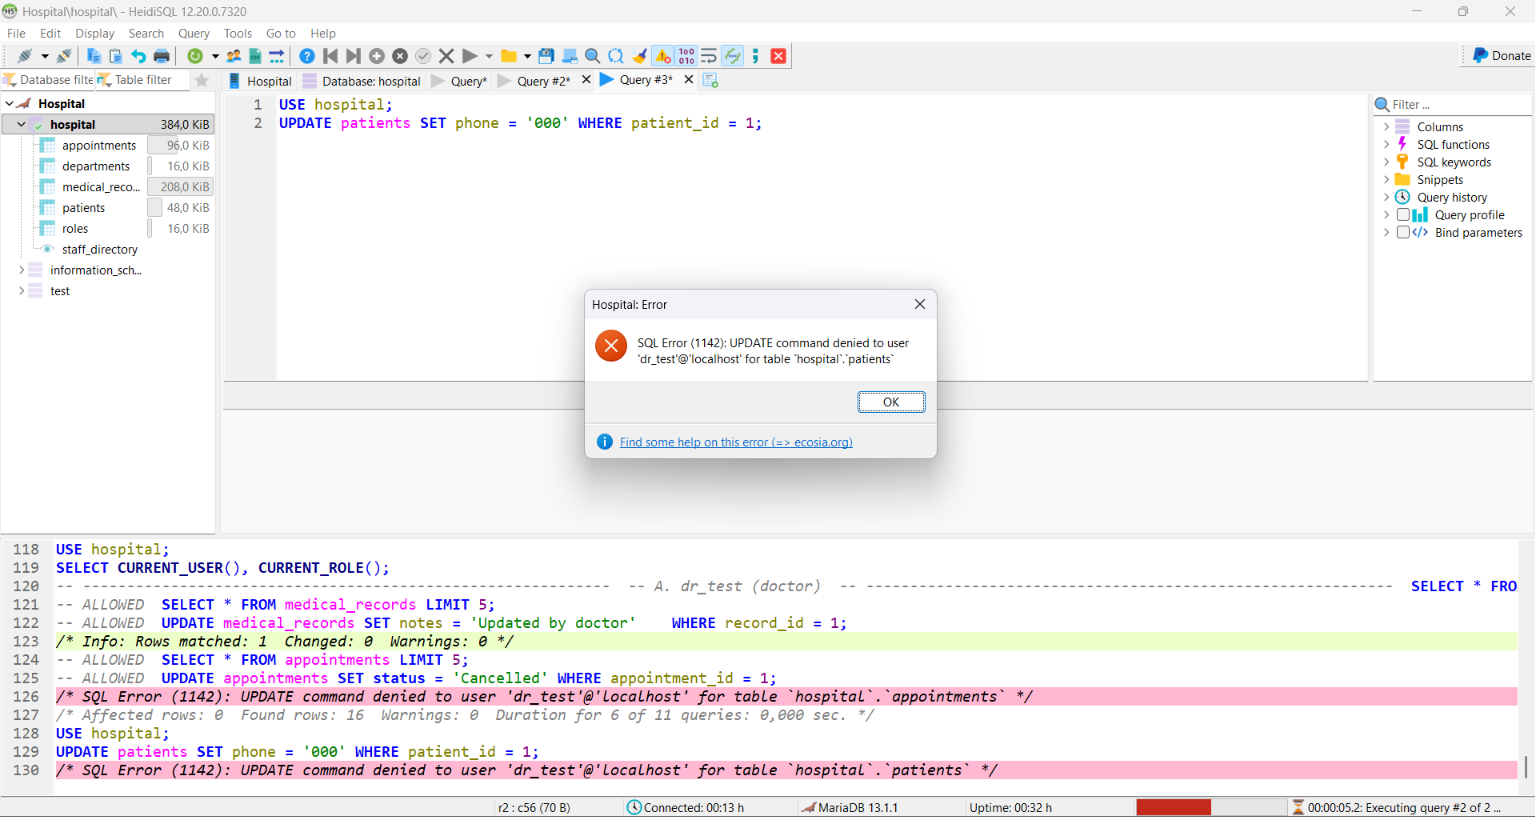 Hospital\hospital\ - HeidiSQL 12.20.0.7320
File Edit Display Search Query Tools Go to Help
Donate
Database filte Table filter
Hospital Database: hospital Query* Query #2* Query #3*
Hospital
hospital 384,0 KiB
appointments 96,0 KiB
departments 16,0 KiB
medical_reco... 208,0 KiB
patients 48,0 KiB
roles 16,0 KiB
staff_directory
information_sch...
test
1 USE hospital;
2 UPDATE patients SET phone = '000' WHERE patient_id = 1;
Filter ...
Columns
SQL functions
SQL keywords
Snippets
Query history
Query profile
Bind parameters
Hospital: Error
SQL Error (1142): UPDATE command denied to user
'dr_test'@'localhost' for table `hospital`.`patients`
OK
Find some help on this error (=> ecosia.org)
118 USE hospital;
119 SELECT CURRENT_USER(), CURRENT_ROLE();
120 -- ------------------------------------------------------------ -- A. dr_test (doctor) -- ------------------------------------------------------------ SELECT * FRO
121 -- ALLOWED SELECT * FROM medical_records LIMIT 5;
122 -- ALLOWED UPDATE medical_records SET notes = 'Updated by doctor' WHERE record_id = 1;
123 /* Info: Rows matched: 1 Changed: 0 Warnings: 0 */
124 -- ALLOWED SELECT * FROM appointments LIMIT 5;
125 -- ALLOWED UPDATE appointments SET status = 'Cancelled' WHERE appointment_id = 1;
126 /* SQL Error (1142): UPDATE command denied to user 'dr_test'@'localhost' for table `hospital`.`appointments` */
127 /* Affected rows: 0 Found rows: 16 Warnings: 0 Duration for 6 of 11 queries: 0,000 sec. */
128 USE hospital;
129 UPDATE patients SET phone = '000' WHERE patient_id = 1;
130 /* SQL Error (1142): UPDATE command denied to user 'dr_test'@'localhost' for table `hospital`.`patients` */
r2 : c56 (70 B) Connected: 00:13 h MariaDB 13.1.1 Uptime: 00:32 h 00:00:05.2: Executing query #2 of 2 ...